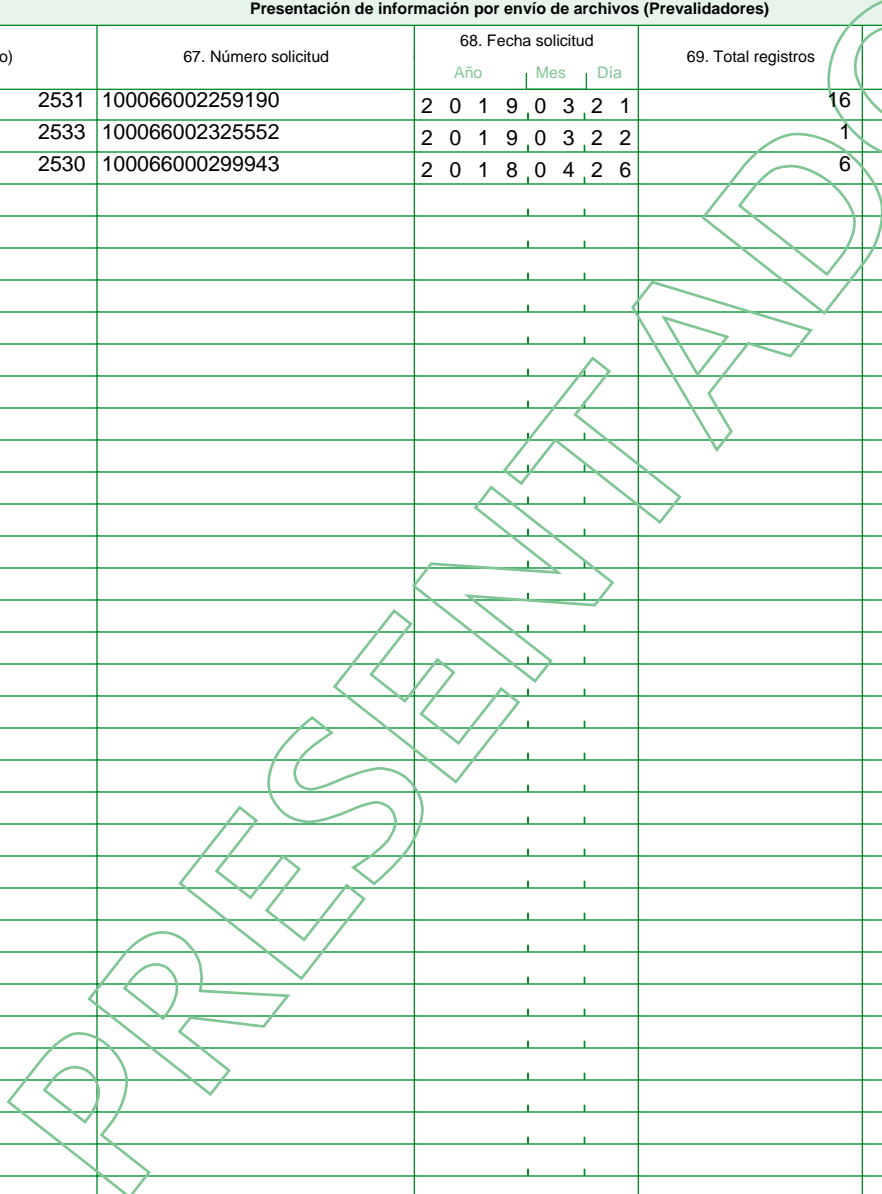 Presentación de información por envío de archivos (Prevalidadores)
o) 67. Número solicitud 68. Fecha solicitud 69. Total registros
Año Mes Día
2531 100066002259190 2 0 1 9 0 3 2 1 16
2533 100066002325552 2 0 1 9 0 3 2 2 1
2530 100066000299943 2 0 1 8 0 4 2 6 6
PRESENTADO